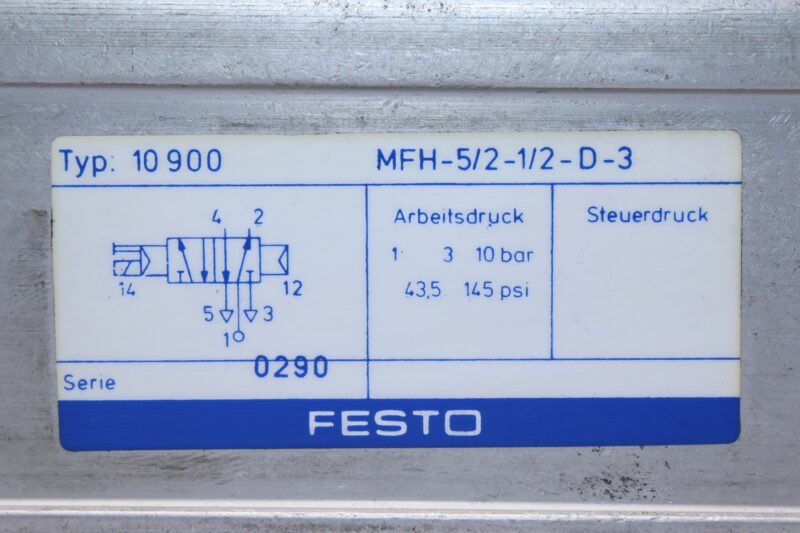 Typ: 10 900 MFH-5/2-1/2-D-3
4 2
14 12
5 3
1
Arbeitsdruck
1: 3 10 bar
43,5 145 psi
Steuerdruck
Serie 0290
FESTO